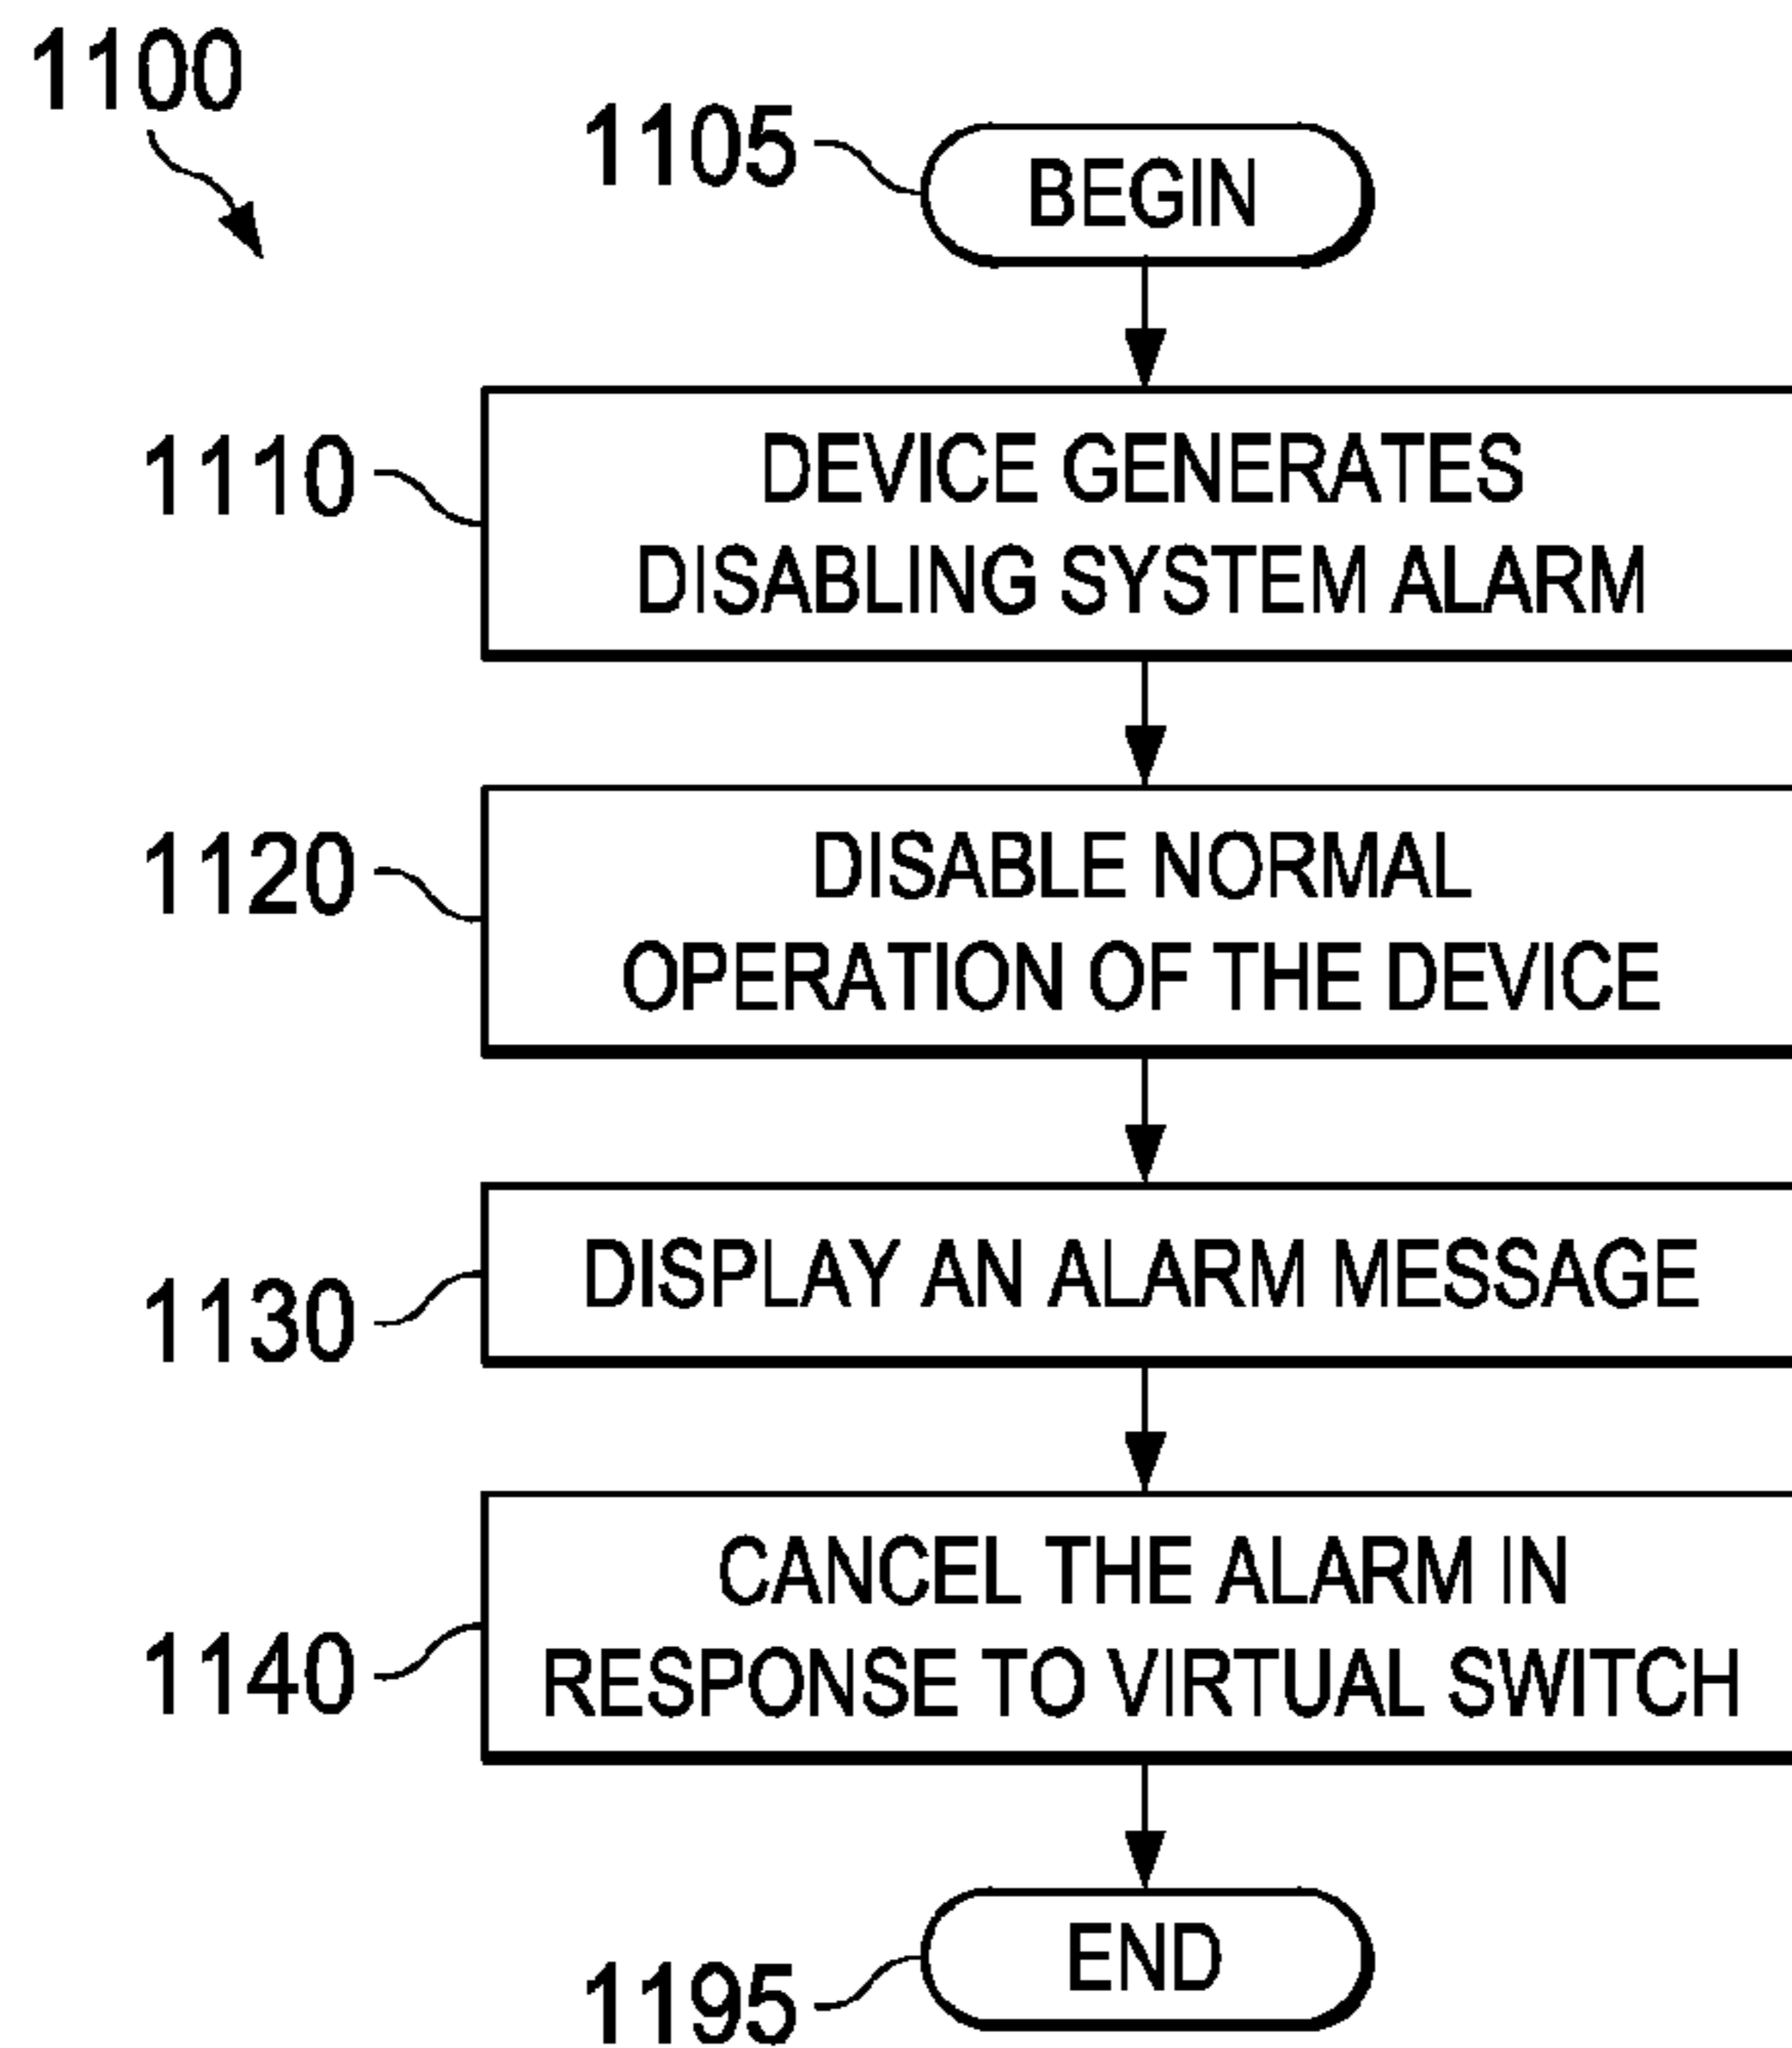 1100
1105
BEGIN
1110
DEVICE GENERATES
DISABLING SYSTEM ALARM
1120
DISABLE NORMAL
OPERATION OF THE DEVICE
1130
DISPLAY AN ALARM MESSAGE
1140
CANCEL THE ALARM IN
RESPONSE TO VIRTUAL SWITCH
1195
END